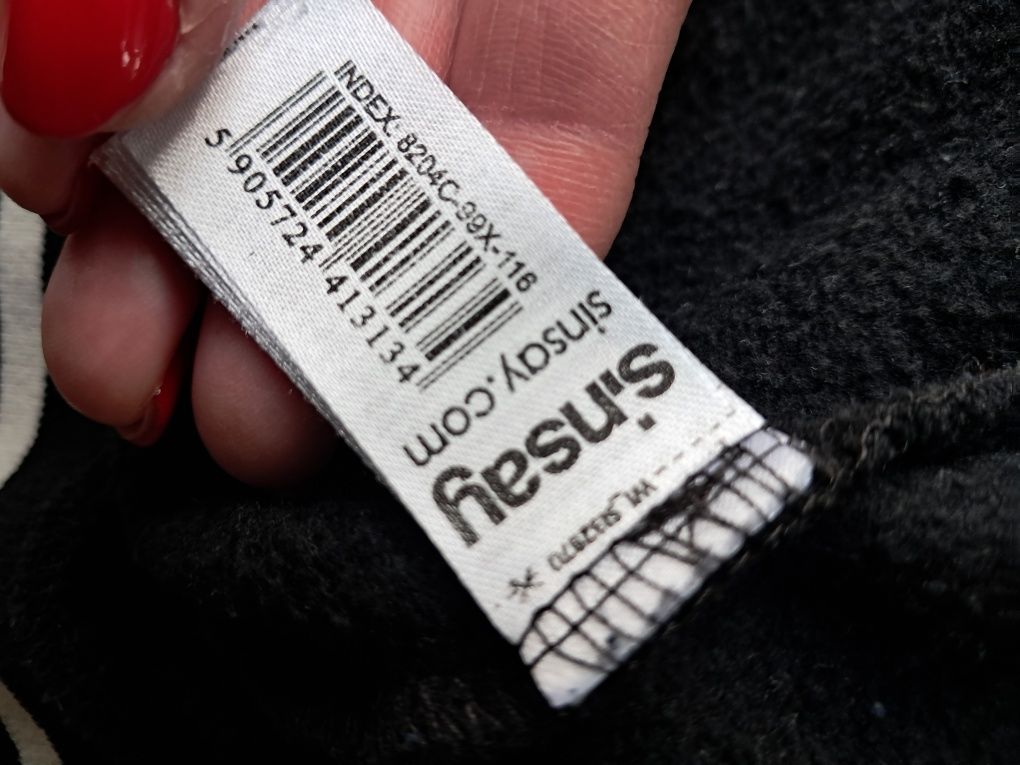 INDEX: 8204C-99X-116
5 905724 413134
sinsay.com
Sinsay